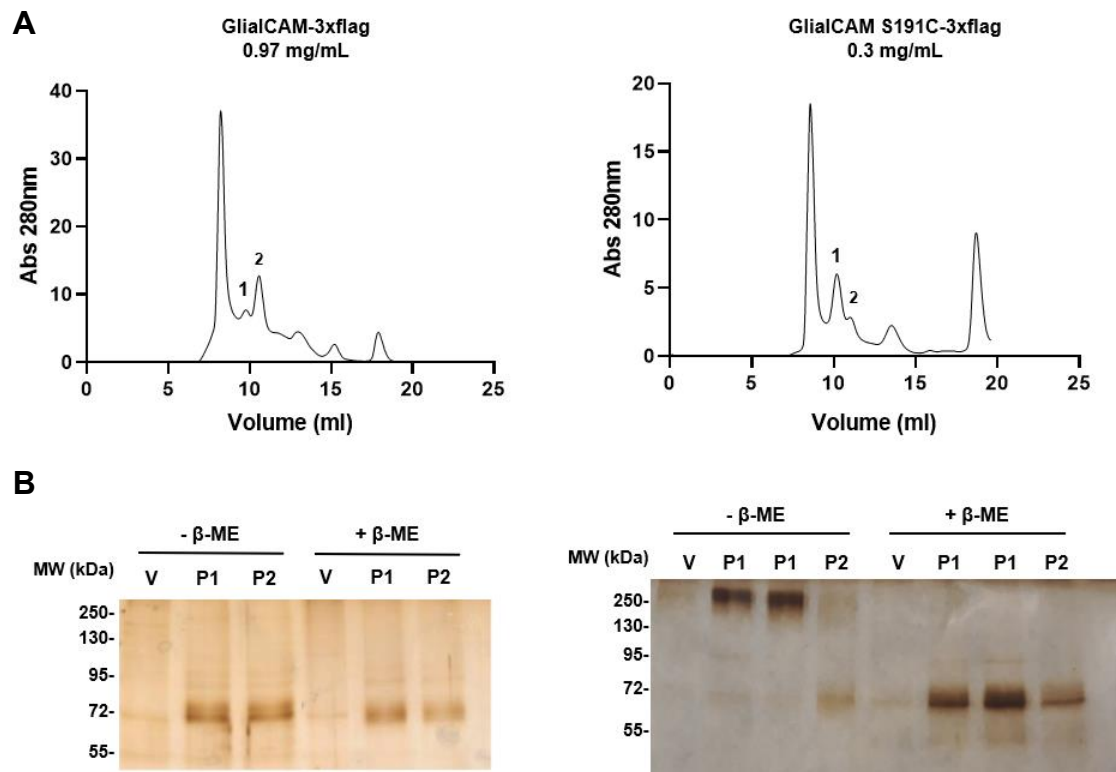 A
GlialCAM-3xflag
0.97 mg/mL
Abs 280nm
40
30
20
10
0
1
2
0 5 10 15 20 25
Volume (ml)
GlialCAM S191C-3xflag
0.3 mg/mL
Abs 280nm
20
15
10
5
0
1
2
0 5 10 15 20 25
Volume (ml)
B
- β-ME + β-ME
MW (kDa) V P1 P2 V P1 P2
250-
130-
95-
72-
55-
- β-ME + β-ME
MW (kDa) V P1 P1 P2 V P1 P1 P2
250-
130-
95-
72-
55-